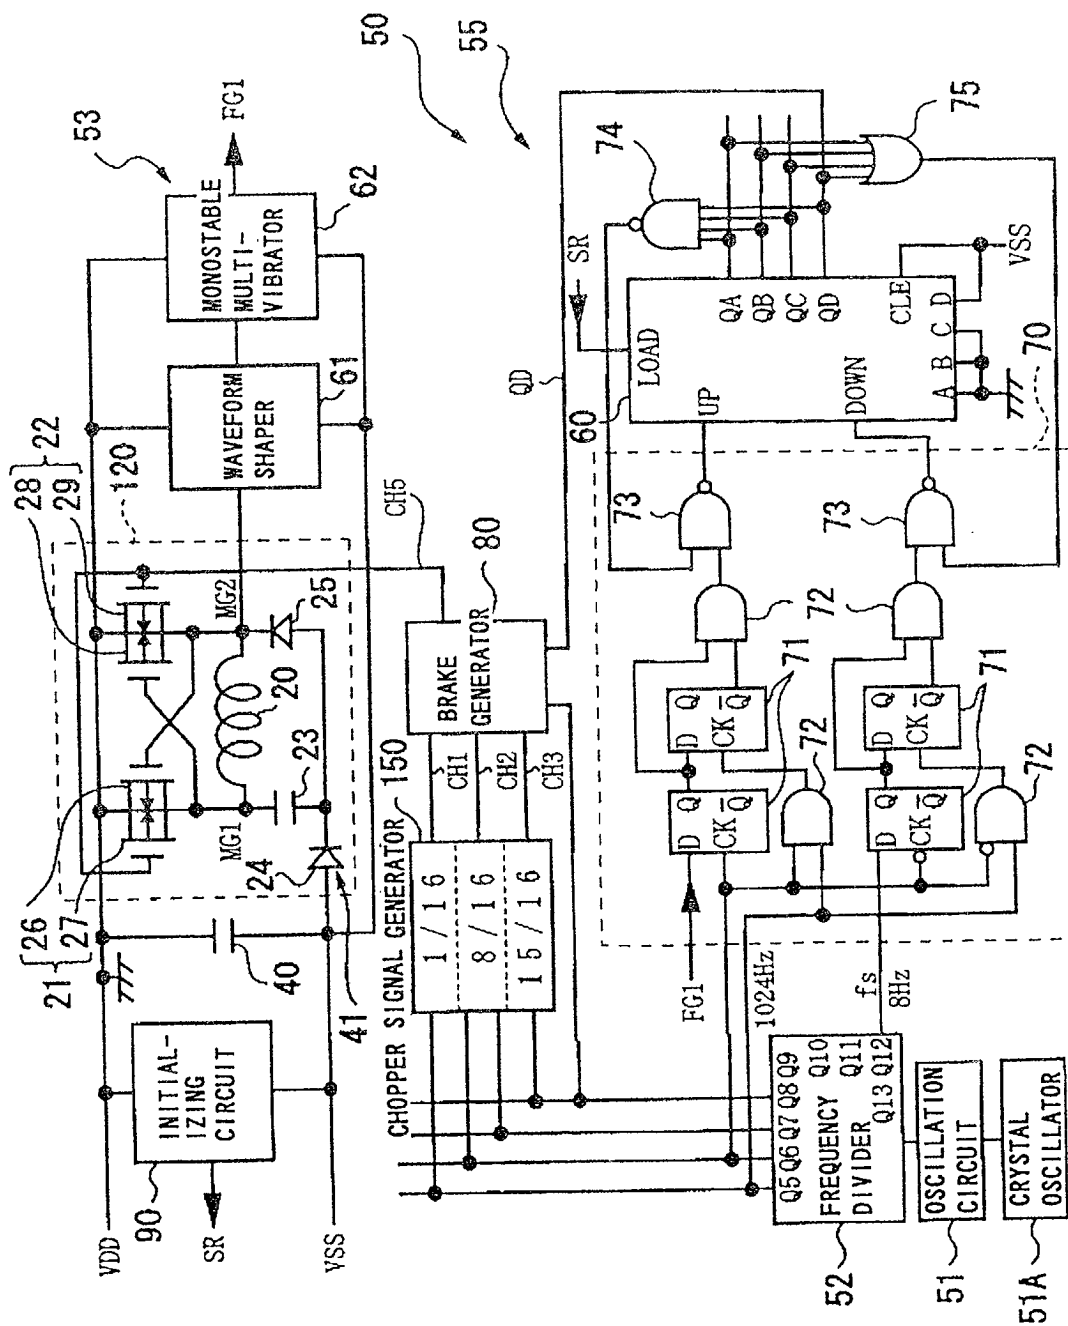 50
55
53
FG1
MONOSTABLE
MULTI-
VIBRATOR
62
WAVEFORM
SHAPER
61
22
28
29
120
MG2
25
20
23
MG1
24
26
27
21
40
41
INITIAL-
IZING
CIRCUIT
90
SR
VDD
VSS
CH5
80
BRAKE
GENERATOR
CH1
CH2
CH3
150
CHOPPER SIGNAL GENERATOR
1/16
8/16
15/16
QD
SR
74
75
LOAD
UP
DOWN
QA
QB
QC
QD
CLE
A B C D
VSS
60
70
73
73
72
72
71
D Q
CK Q̅
D Q
CK Q̅
72
71
D Q
CK Q̅
D Q
CK Q̅
72
FG1
1024Hz
fs
8Hz
Q5 Q6 Q7 Q8 Q9
Q10
Q11
Q13 Q12
FREQUENCY
DIVIDER
52
OSCILLATION
CIRCUIT
51
CRYSTAL
OSCILLATOR
51A